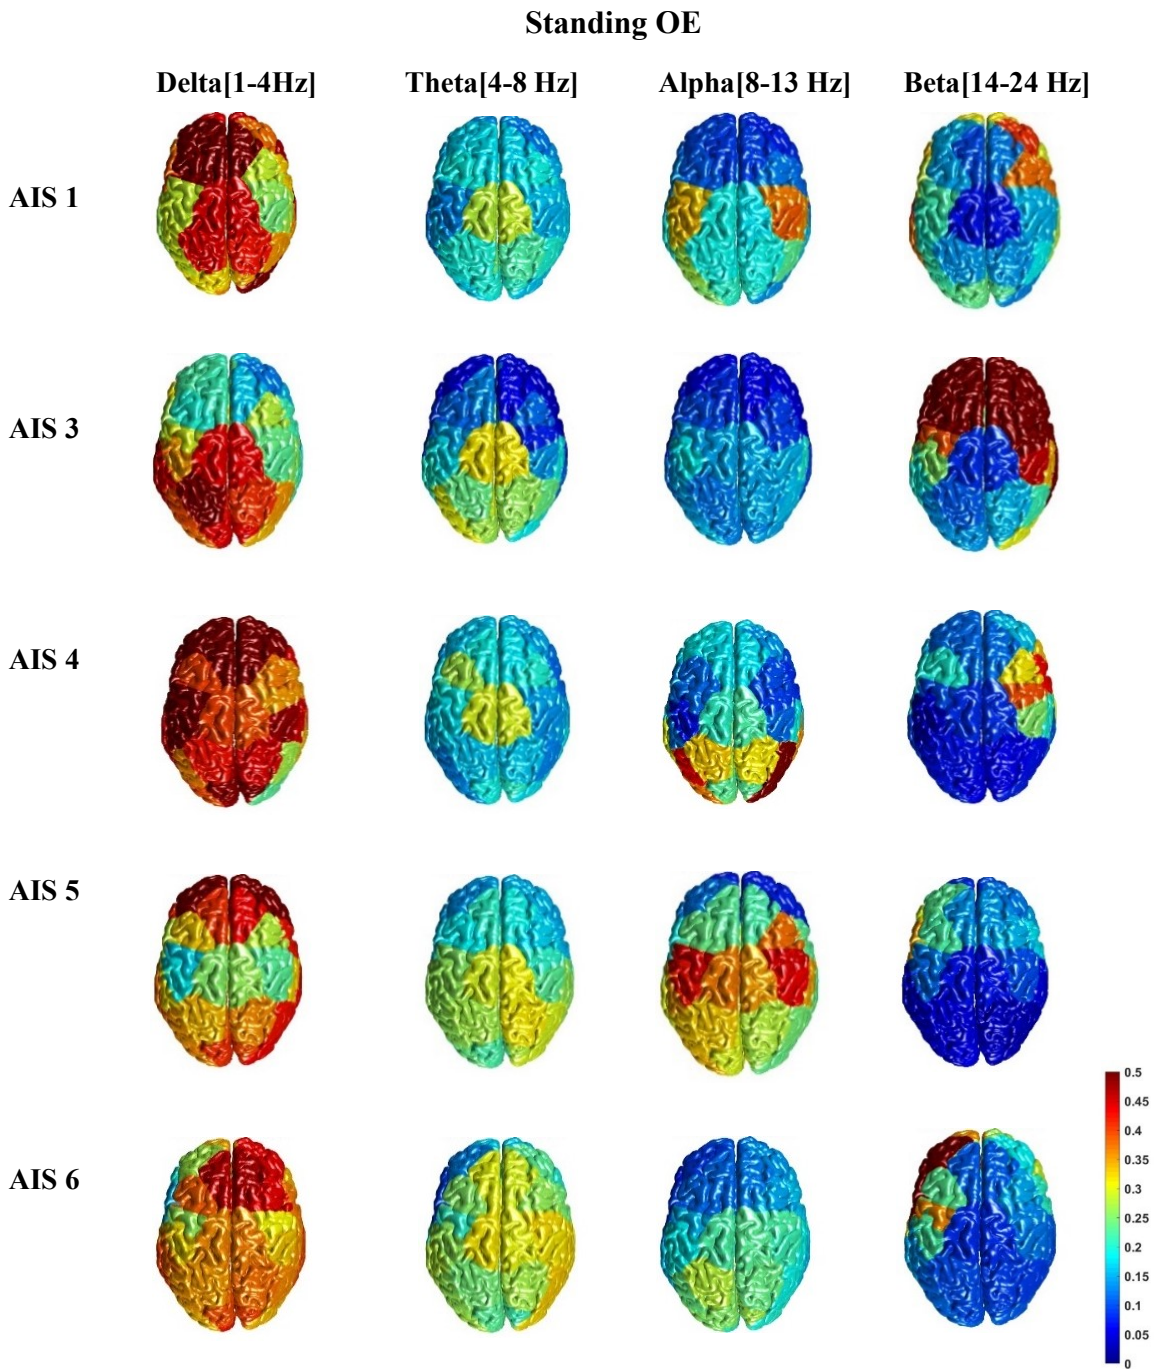 Standing OE
Delta[1-4Hz] Theta[4-8 Hz] Alpha[8-13 Hz] Beta[14-24 Hz]
AIS 1
AIS 3
AIS 4
AIS 5
AIS 6
0.5
0.45
0.4
0.35
0.3
0.25
0.2
0.15
0.1
0.05
0